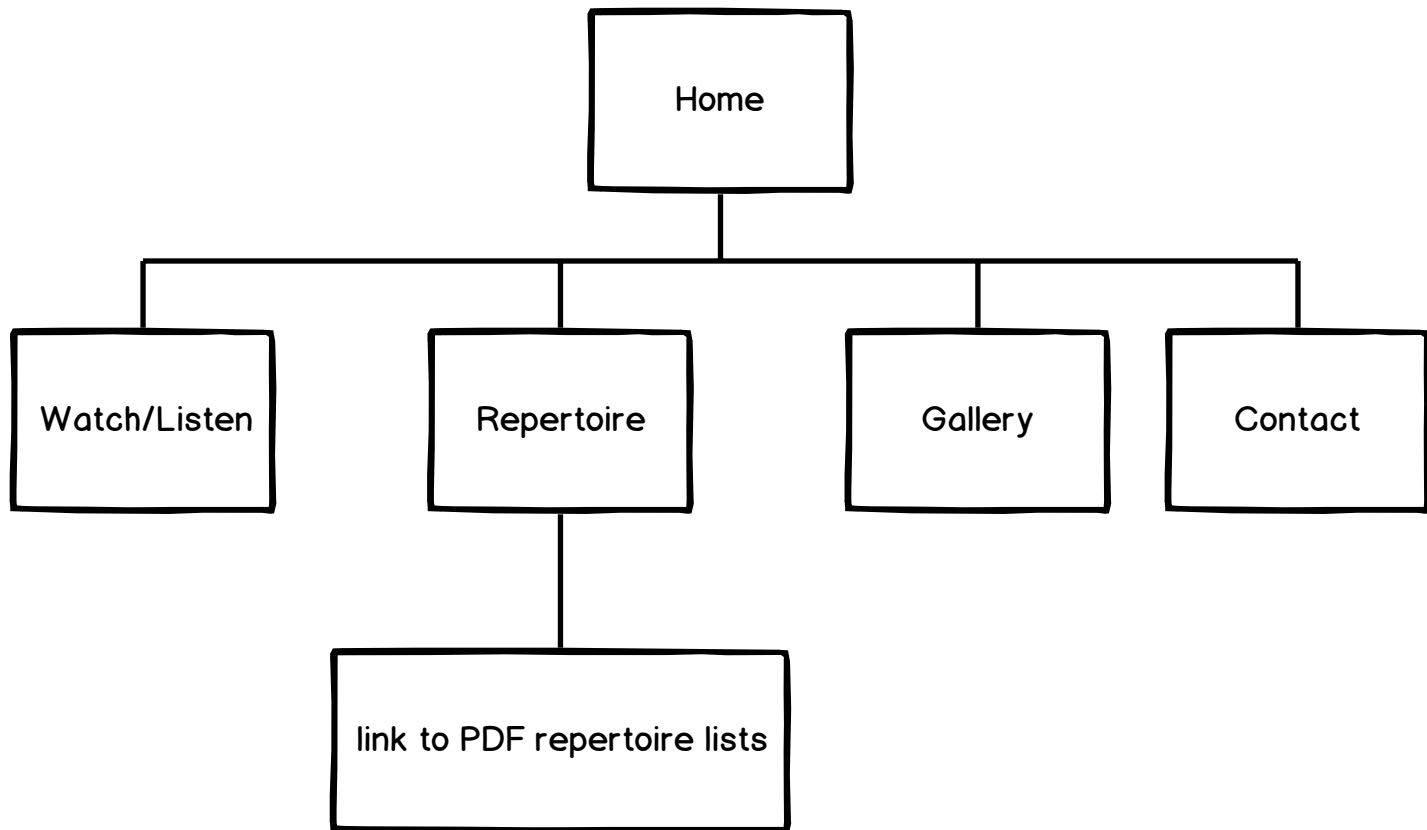 Home
Watch/Listen
Repertoire
Gallery
Contact
link to PDF repertoire lists